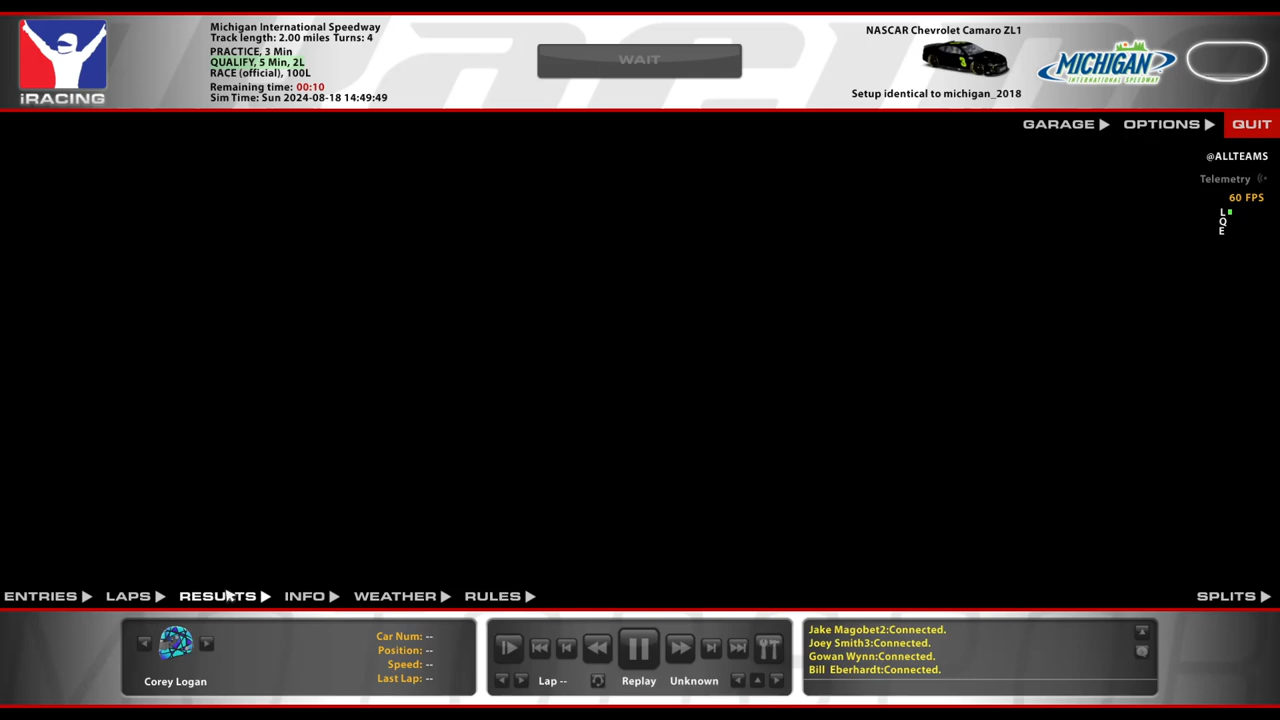 iRACING
Michigan International Speedway
Track length: 2.00 miles Turns: 4
PRACTICE, 3 Min
QUALIFY, 5 Min, 2L
RACE (official), 100L
Remaining time: 00:10
Sim Time: Sun 2024-08-18 14:49:49
WAIT
NASCAR Chevrolet Camaro ZL1
3
Setup identical to michigan_2018
MICHIGAN
INTERNATIONAL SPEEDWAY
GARAGE
OPTIONS
QUIT
@ALLTEAMS
Telemetry
60 FPS
L
Q
E
ENTRIES
LAPS
RESULTS
INFO
WEATHER
RULES
SPLITS
Corey Logan
Car Num: --
Position: --
Speed: --
Last Lap: --
Lap --
Replay
Unknown
Jake Magobet2:Connected.
Joey Smith3:Connected.
Gowan Wynn:Connected.
Bill Eberhardt:Connected.